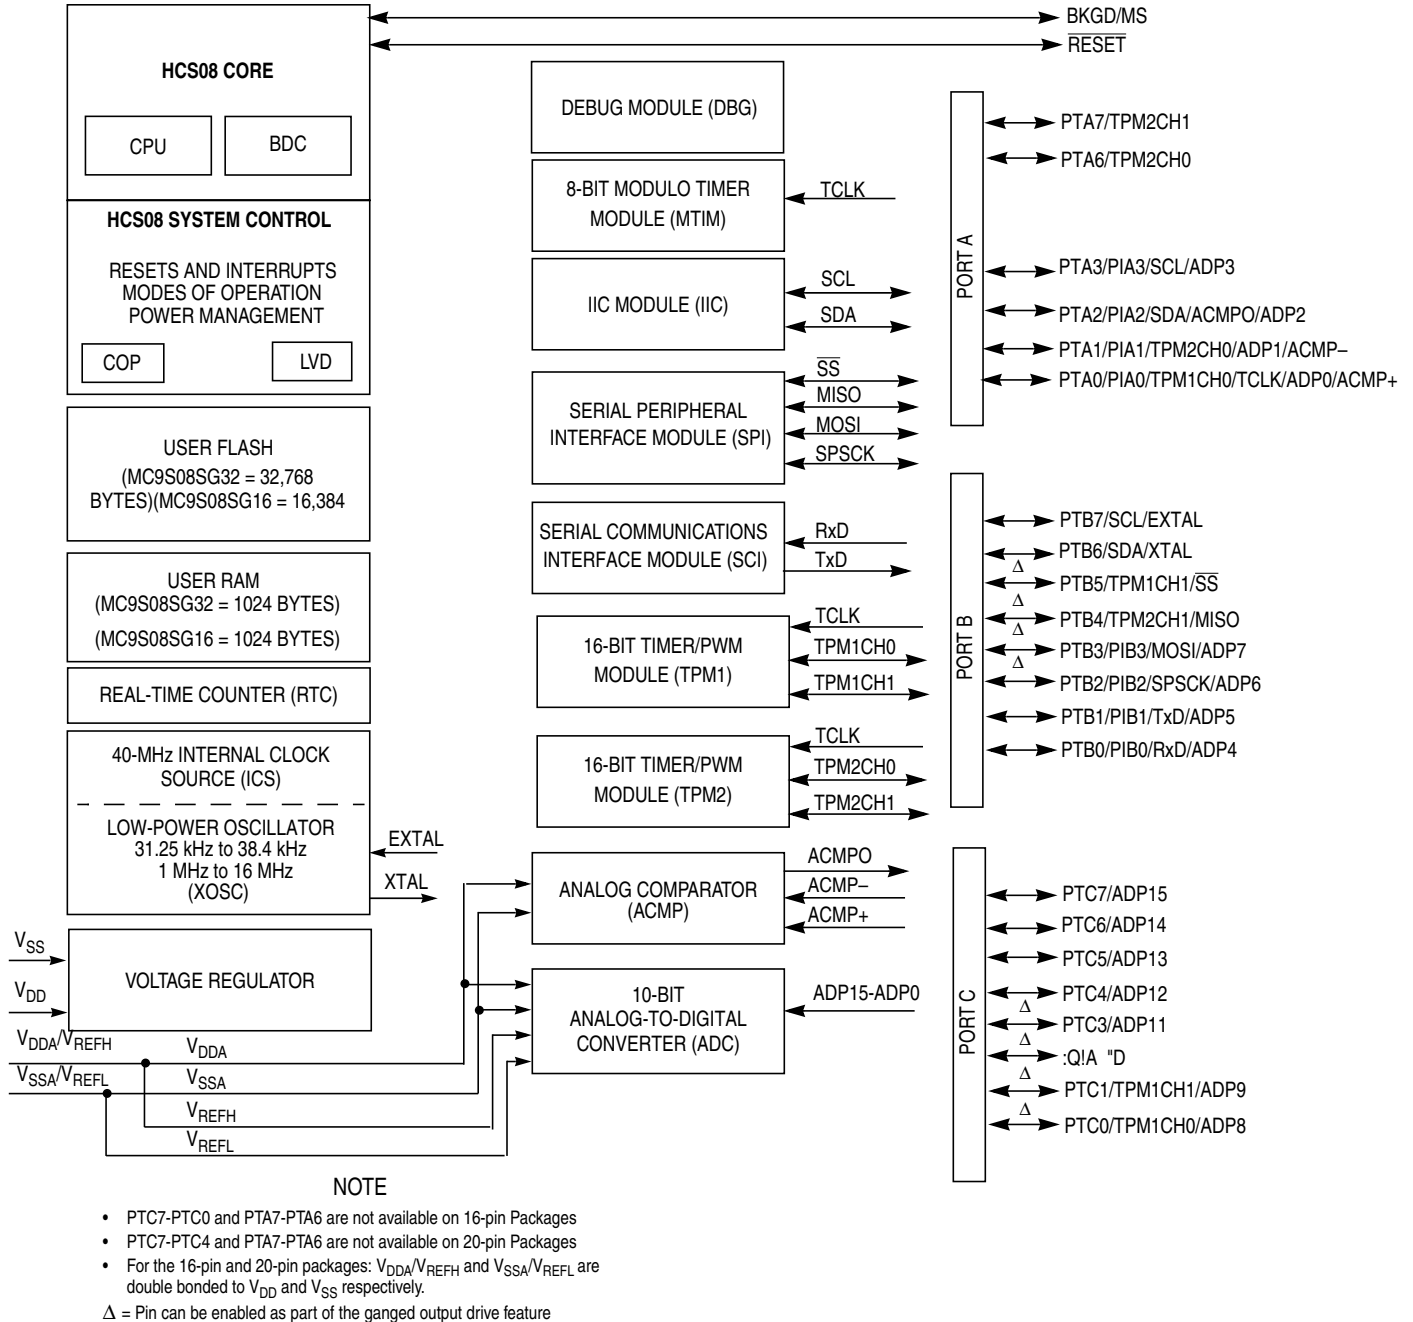 BKGD/MS
RESET
HCS08 CORE
CPU
BDC
HCS08 SYSTEM CONTROL
RESETS AND INTERRUPTS
MODES OF OPERATION
POWER MANAGEMENT
COP
LVD
USER FLASH
(MC9S08SG32 = 32,768
BYTES)(MC9S08SG16 = 16,384
USER RAM
(MC9S08SG32 = 1024 BYTES)
(MC9S08SG16 = 1024 BYTES)
REAL-TIME COUNTER (RTC)
40-MHz INTERNAL CLOCK
SOURCE (ICS)
LOW-POWER OSCILLATOR
31.25 kHz to 38.4 kHz
1 MHz to 16 MHz
(XOSC)
EXTAL
XTAL
VSS
VDD
VOLTAGE REGULATOR
VDDA/VREFH
VSSA/VREFL
VDDA
VSSA
VREFH
VREFL
DEBUG MODULE (DBG)
8-BIT MODULO TIMER
MODULE (MTIM)
TCLK
IIC MODULE (IIC)
SCL
SDA
SERIAL PERIPHERAL
INTERFACE MODULE (SPI)
SS
MISO
MOSI
SPSCK
SERIAL COMMUNICATIONS
INTERFACE MODULE (SCI)
RxD
TxD
16-BIT TIMER/PWM
MODULE (TPM1)
TCLK
TPM1CH0
TPM1CH1
16-BIT TIMER/PWM
MODULE (TPM2)
TCLK
TPM2CH0
TPM2CH1
ANALOG COMPARATOR
(ACMP)
ACMPO
ACMP–
ACMP+
10-BIT
ANALOG-TO-DIGITAL
CONVERTER (ADC)
ADP15-ADP0
PORT A
PTA7/TPM2CH1
PTA6/TPM2CH0
PTA3/PIA3/SCL/ADP3
PTA2/PIA2/SDA/ACMPO/ADP2
PTA1/PIA1/TPM2CH0/ADP1/ACMP–
PTA0/PIA0/TPM1CH0/TCLK/ADP0/ACMP+
PORT B
PTB7/SCL/EXTAL
PTB6/SDA/XTAL
Δ
PTB5/TPM1CH1/SS
Δ
PTB4/TPM2CH1/MISO
Δ
PTB3/PIB3/MOSI/ADP7
Δ
PTB2/PIB2/SPSCK/ADP6
PTB1/PIB1/TxD/ADP5
PTB0/PIB0/RxD/ADP4
PORT C
PTC7/ADP15
PTC6/ADP14
PTC5/ADP13
PTC4/ADP12
Δ
PTC3/ADP11
Δ
:Q!A "D
Δ
PTC1/TPM1CH1/ADP9
Δ
PTC0/TPM1CH0/ADP8
NOTE
• PTC7-PTC0 and PTA7-PTA6 are not available on 16-pin Packages
• PTC7-PTC4 and PTA7-PTA6 are not available on 20-pin Packages
• For the 16-pin and 20-pin packages: VDDA/VREFH and VSSA/VREFL are
double bonded to VDD and VSS respectively.
Δ = Pin can be enabled as part of the ganged output drive feature